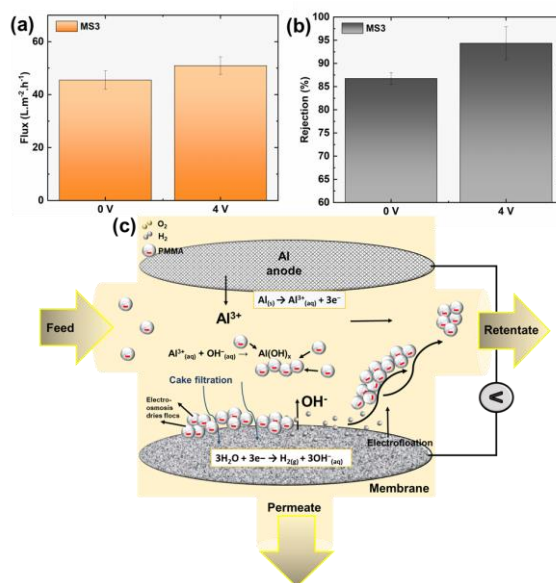 (a)
MS3
Flux (L.m⁻².h⁻¹)
60
40
20
0
0 V
4 V
(b)
MS3
Rejection (%)
100
95
90
85
80
75
70
65
60
0 V
4 V
(c)
O₂
H₂
PMMA
Al
anode
Al₍s₎ → Al³⁺₍aq₎ + 3e⁻
Feed
Al³⁺
Retentate
Al³⁺₍aq₎ + OH⁻₍aq₎ → Al(OH)ₓ
Cake filtration
Electro-
osmosis
dries flocs
OH⁻
V
Electrofloation
3H₂O + 3e− → H₂₍g₎ + 3OH⁻₍aq₎
Membrane
Permeate